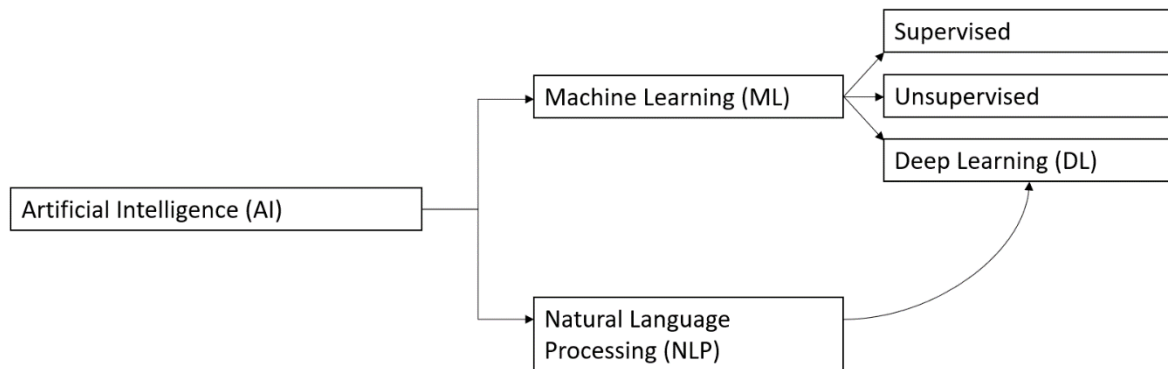 Supervised
Machine Learning (ML)
Unsupervised
Deep Learning (DL)
Artificial Intelligence (AI)
Natural Language
Processing (NLP)